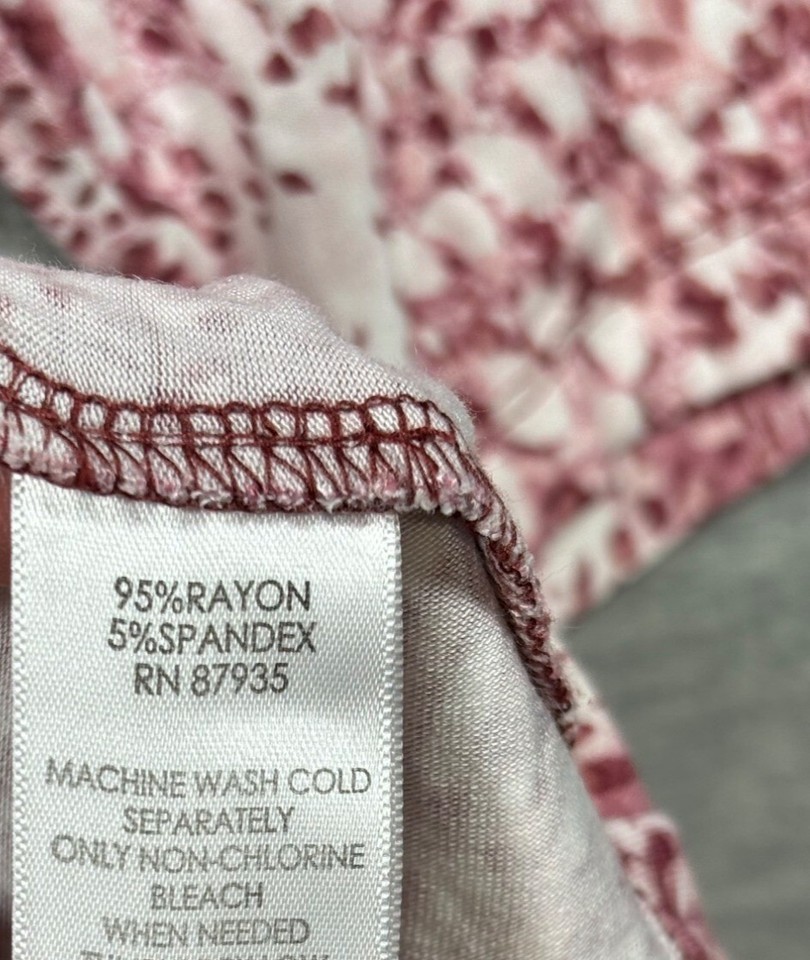 95%RAYON
5%SPANDEX
RN 87935
MACHINE WASH COLD
SEPARATELY
ONLY NON-CHLORINE
BLEACH
WHEN NEEDED